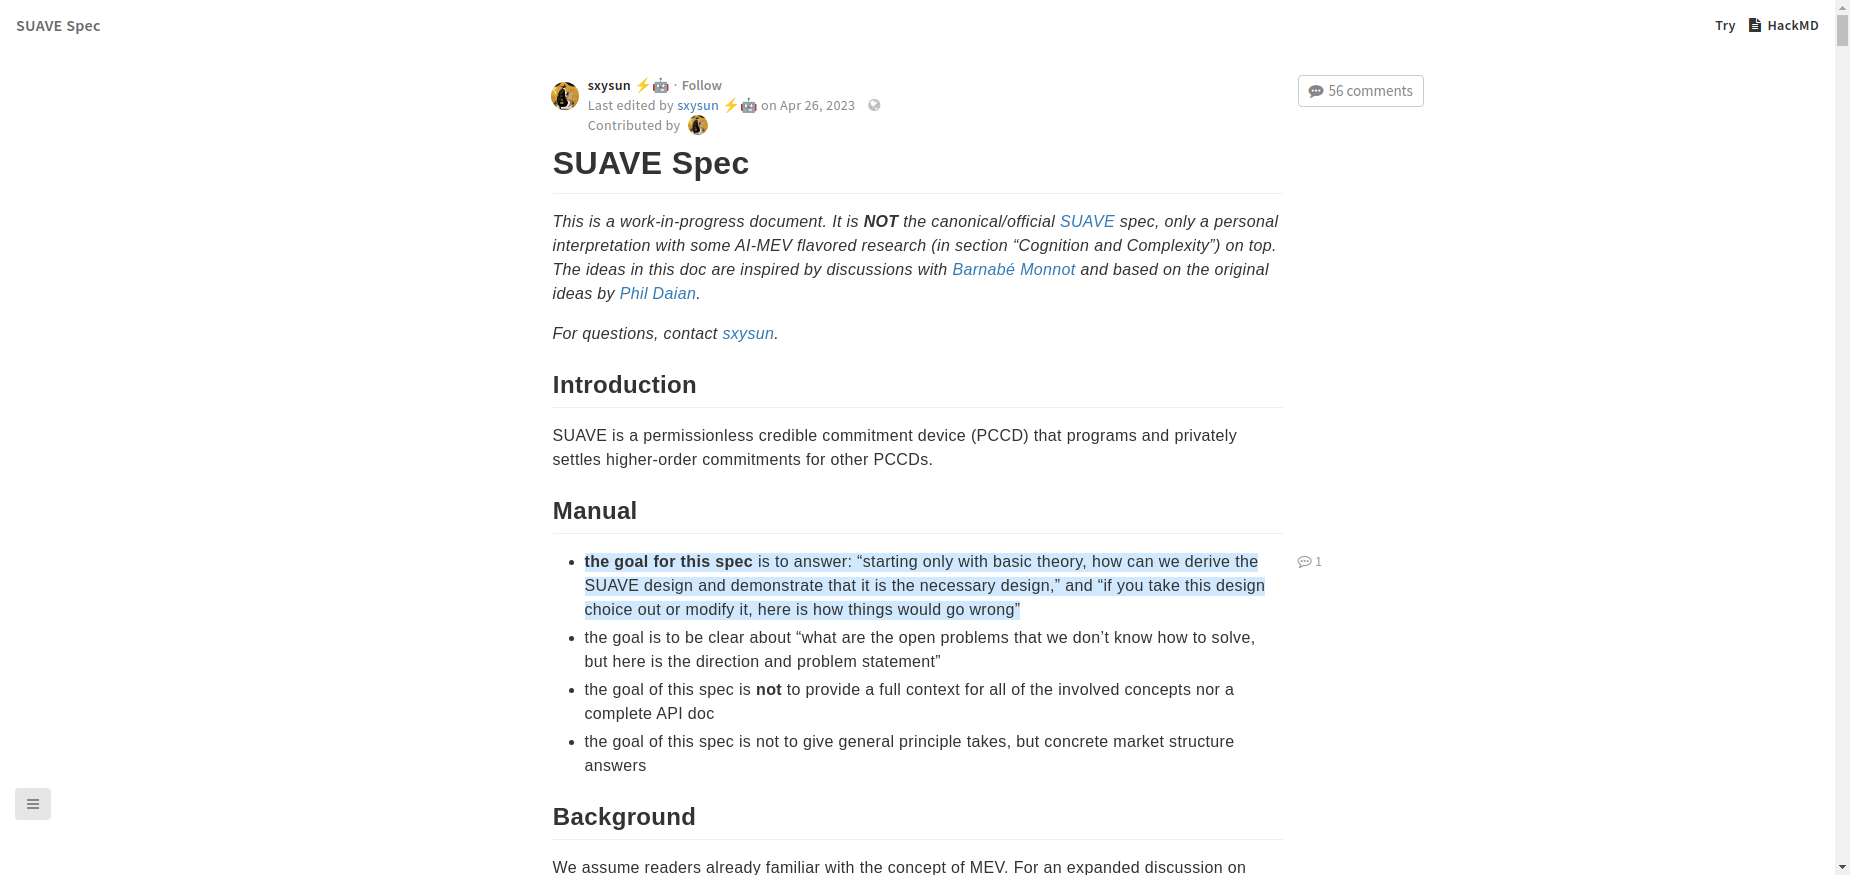 SUAVE Spec
Try HackMD
sxysun ⚡🤖 · Follow
56 comments
Last edited by sxysun ⚡🤖 on Apr 26, 2023
Contributed by
SUAVE Spec
This is a work-in-progress document. It is NOT the canonical/official SUAVE spec, only a personal
interpretation with some AI-MEV flavored research (in section “Cognition and Complexity”) on top.
The ideas in this doc are inspired by discussions with Barnabé Monnot and based on the original
ideas by Phil Daian.
For questions, contact sxysun.
Introduction
SUAVE is a permissionless credible commitment device (PCCD) that programs and privately
settles higher-order commitments for other PCCDs.
Manual
• the goal for this spec is to answer: “starting only with basic theory, how can we derive the
1
SUAVE design and demonstrate that it is the necessary design,” and “if you take this design
choice out or modify it, here is how things would go wrong”
• the goal is to be clear about “what are the open problems that we don’t know how to solve,
but here is the direction and problem statement”
• the goal of this spec is not to provide a full context for all of the involved concepts nor a
complete API doc
• the goal of this spec is not to give general principle takes, but concrete market structure
answers
Background
We assume readers already familiar with the concept of MEV. For an expanded discussion on